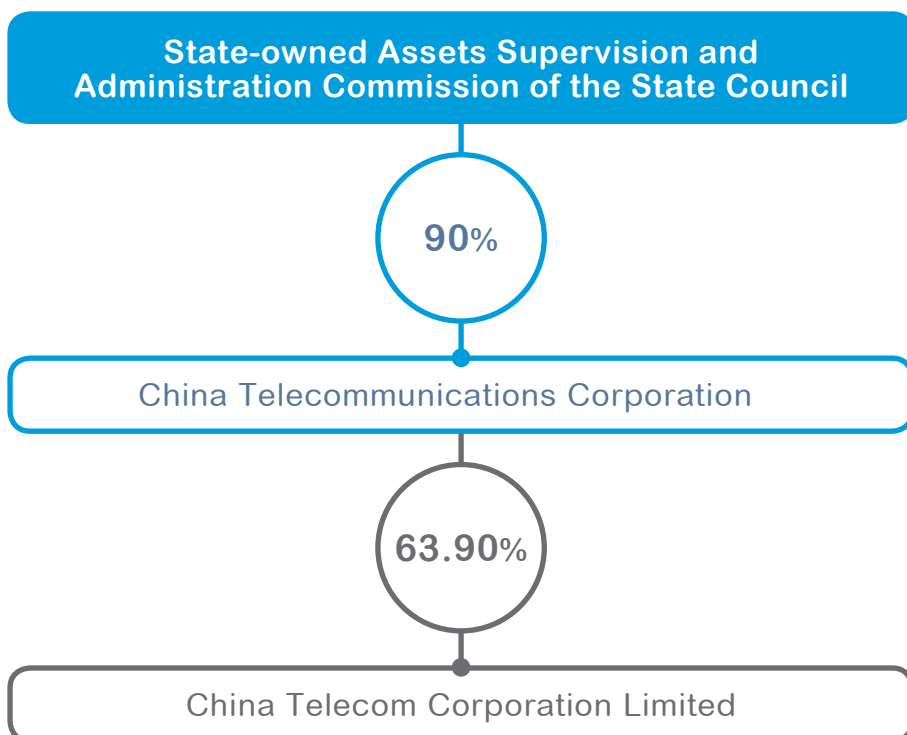 State-owned Assets Supervision and
Administration Commission of the State Council
90%
China Telecommunications Corporation
63.90%
China Telecom Corporation Limited